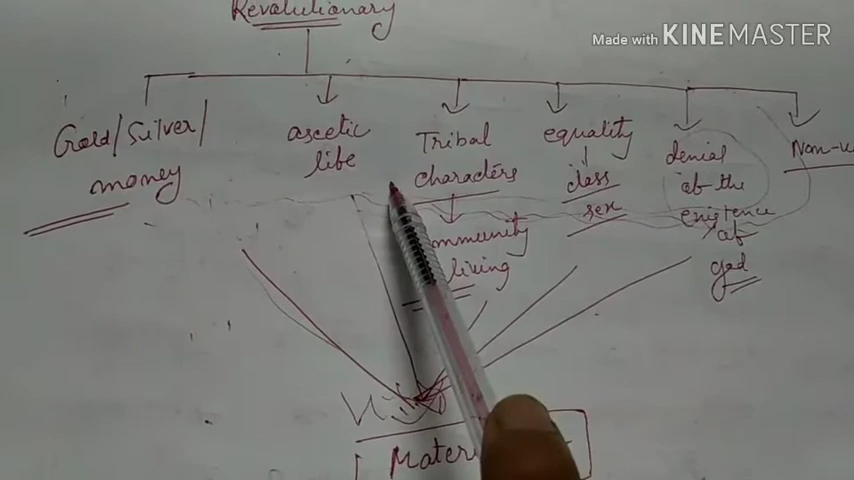 Revolutionary
Made with KINEMASTER
Gold/Silver/
money
ascetic
life
Tribal
characters
community
living
equality
class
sex
denial
of the
existence
of
god
Non-v
Mater